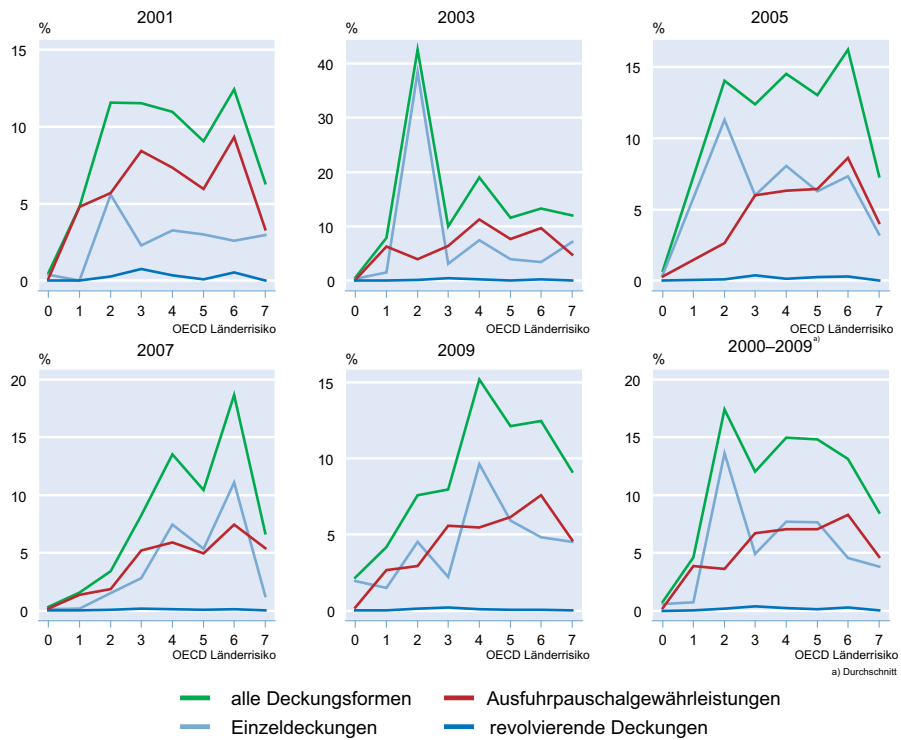 2001
%
15
10
5
0
0 1 2 3 4 5 6 7
OECD Länderrisiko
2003
%
40
30
20
10
0
0 1 2 3 4 5 6 7
OECD Länderrisiko
2005
%
15
10
5
0
0 1 2 3 4 5 6 7
OECD Länderrisiko
2007
%
20
15
10
5
0
0 1 2 3 4 5 6 7
OECD Länderrisiko
2009
%
15
10
5
0
0 1 2 3 4 5 6 7
OECD Länderrisiko
2000–2009a)
%
20
15
10
5
0
0 1 2 3 4 5 6 7
OECD Länderrisiko
a) Durchschnitt
alle Deckungsformen
Ausfuhrpauschalgewährleistungen
Einzeldeckungen
revolvierende Deckungen